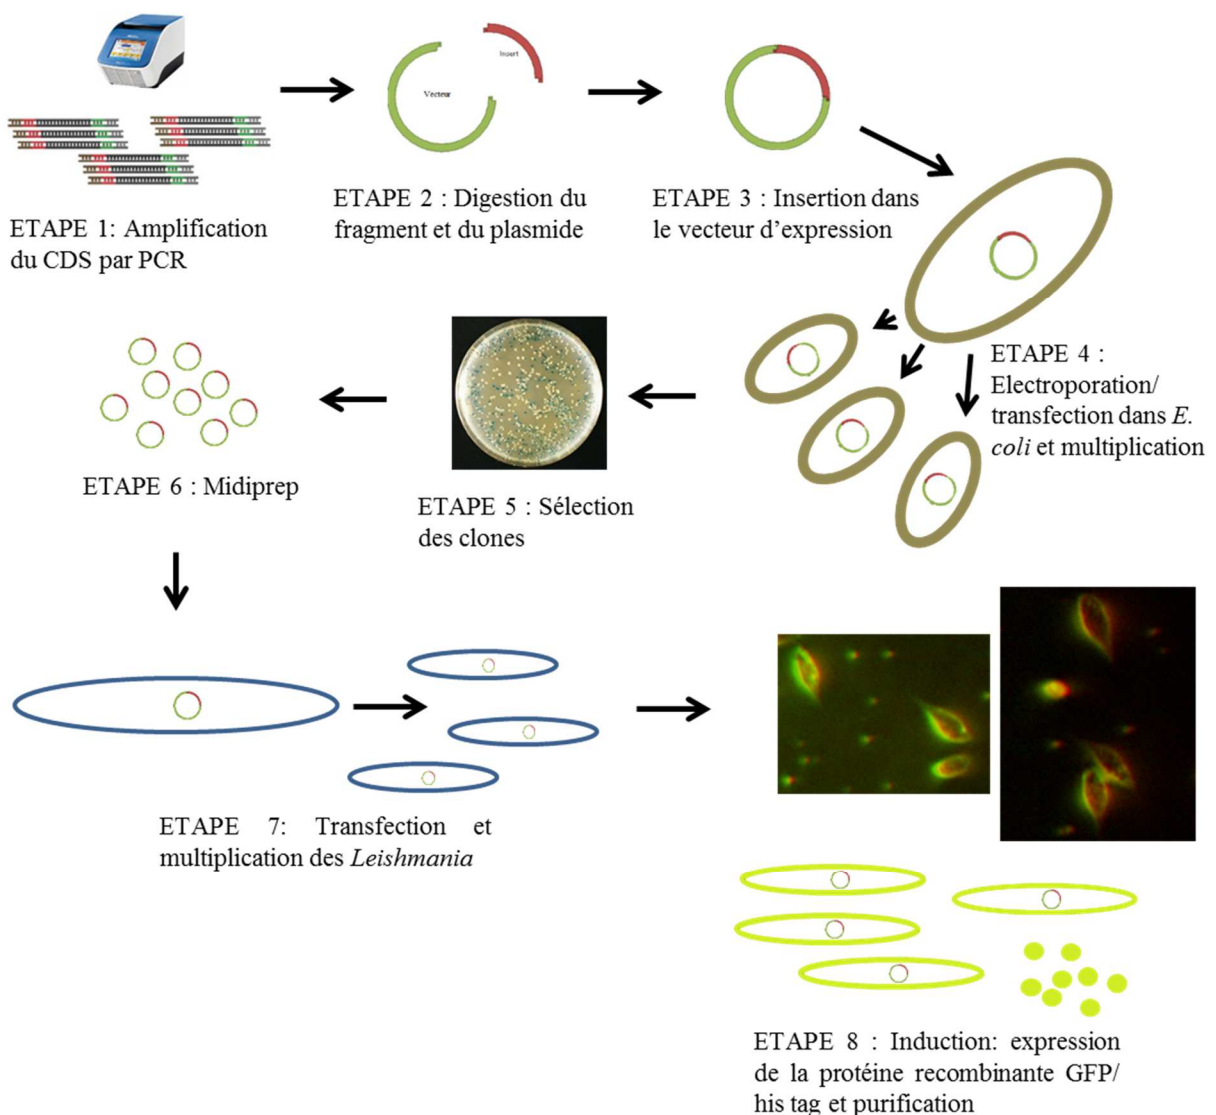 Vecteur
Insert
ETAPE 1: Amplification
du CDS par PCR
ETAPE 2 : Digestion du
fragment et du plasmide
ETAPE 3 : Insertion dans
le vecteur d’expression
ETAPE 4 :
Electroporation/
transfection dans E.
coli et multiplication
ETAPE 5 : Sélection
des clones
ETAPE 6 : Midiprep
ETAPE 7: Transfection et
multiplication des Leishmania
ETAPE 8 : Induction: expression
de la protéine recombinante GFP/
his tag et purification